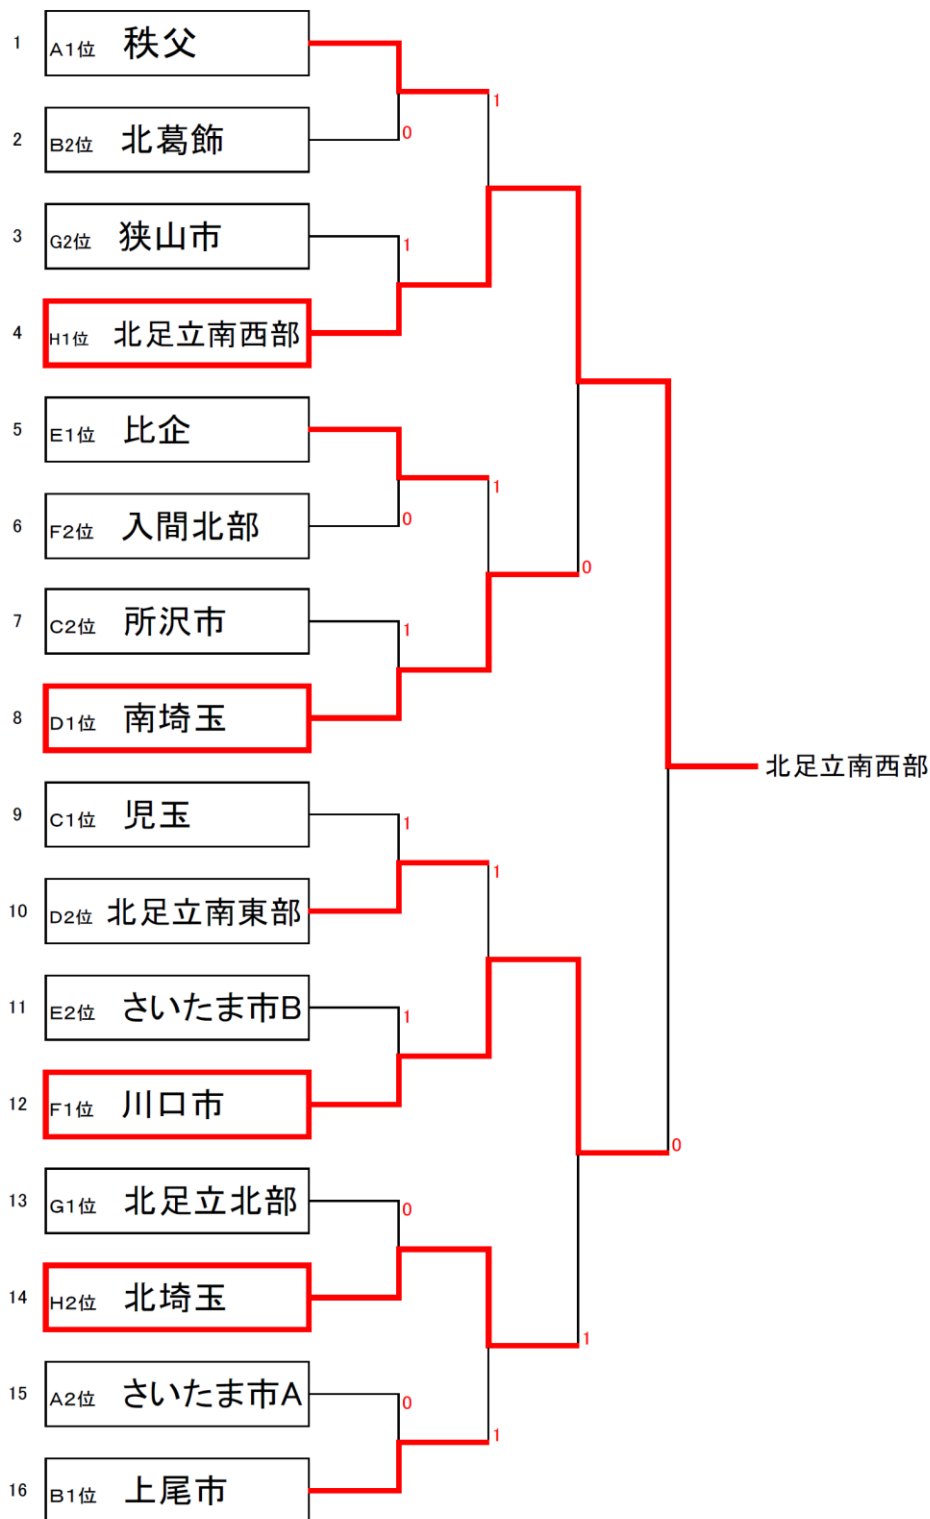 1 A1位 秩父
1
2 B2位 北葛飾
0
3 G2位 狭山市
1
4 H1位 北足立南西部
5 E1位 比企
1
6 F2位 入間北部
0
0
7 C2位 所沢市
1
8 D1位 南埼玉
北足立南西部
9 C1位 児玉
1
1
10 D2位 北足立南東部
11 E2位 さいたま市B
1
12 F1位 川口市
0
13 G1位 北足立北部
0
14 H2位 北埼玉
1
15 A2位 さいたま市A
0
1
16 B1位 上尾市